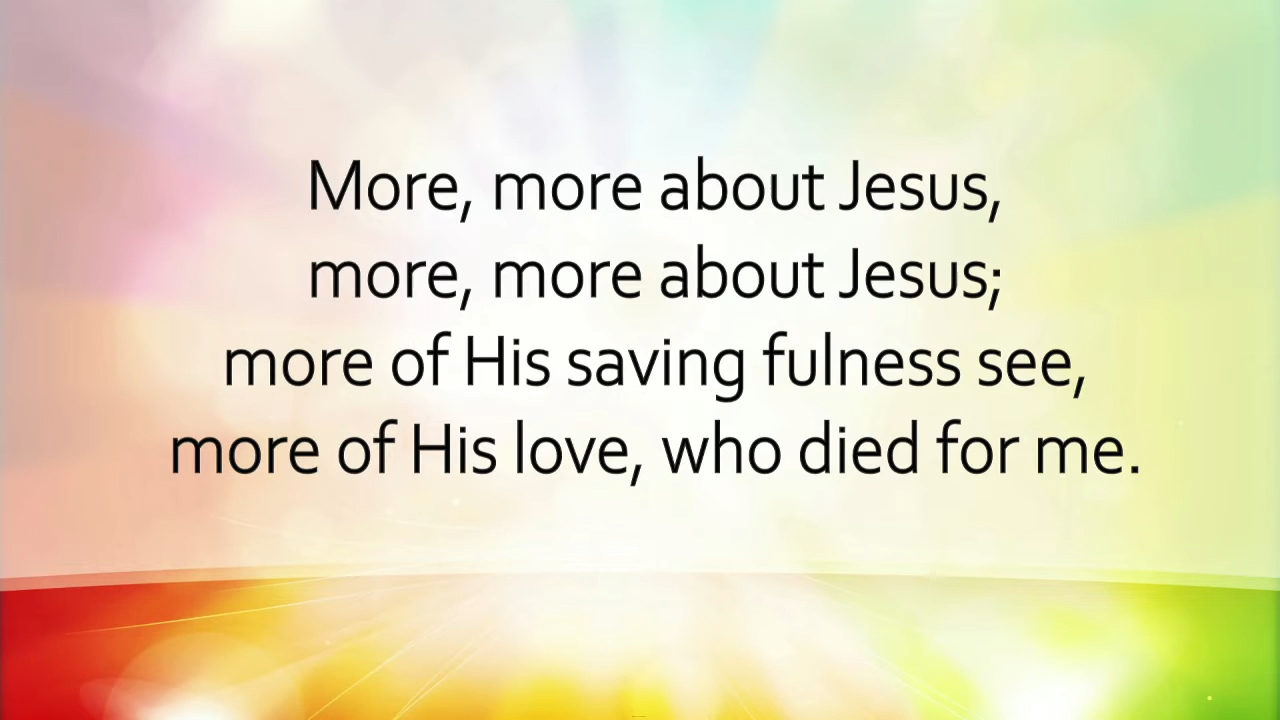 More, more about Jesus,
more, more about Jesus;
more of His saving fulness see,
more of His love, who died for me.